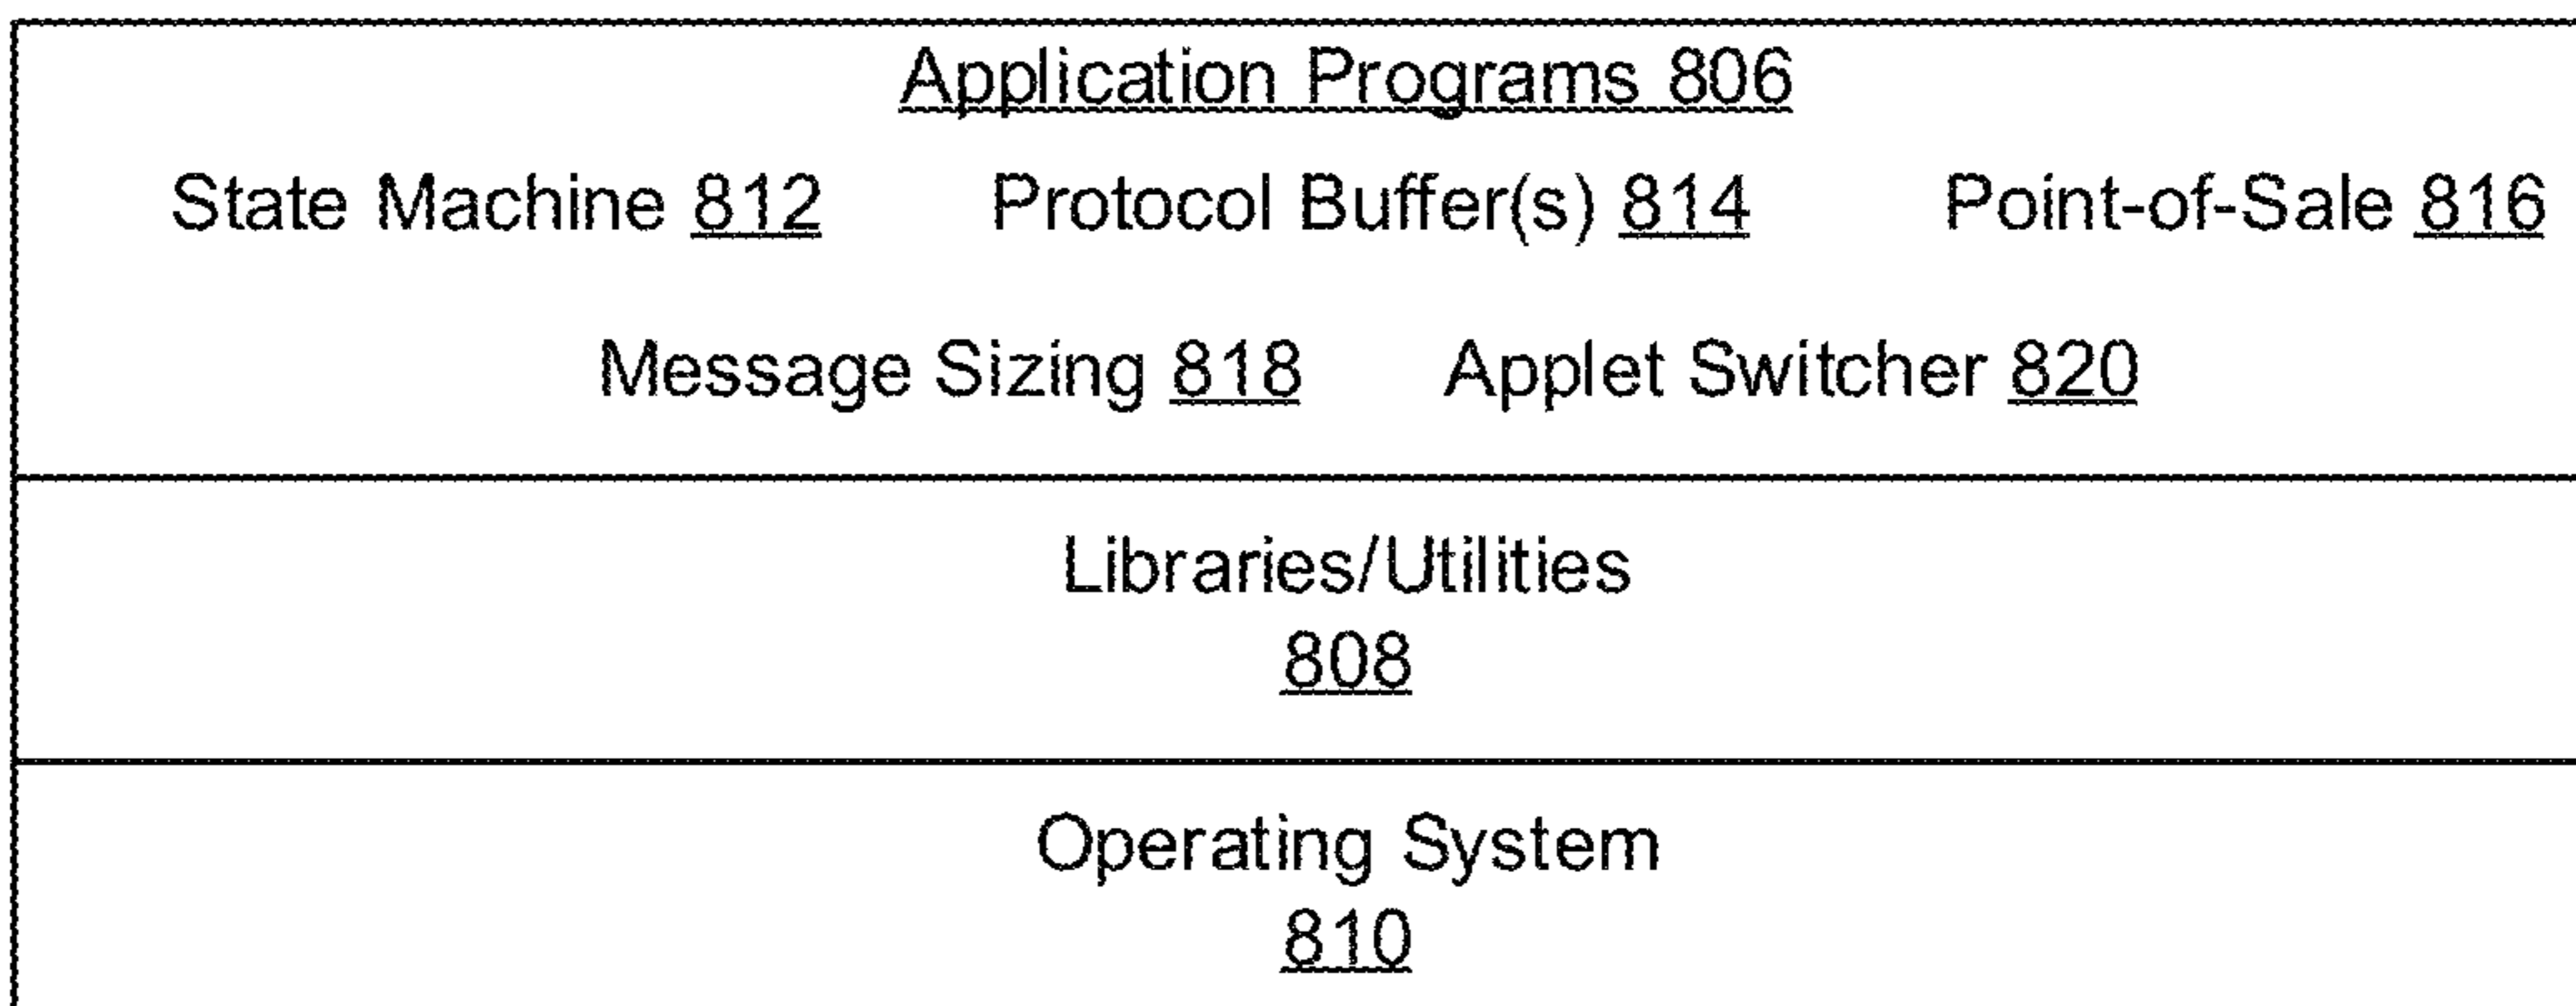 Application Programs 806
State Machine 812 Protocol Buffer(s) 814 Point-of-Sale 816
Message Sizing 818 Applet Switcher 820
Libraries/Utilities
808
Operating System
810